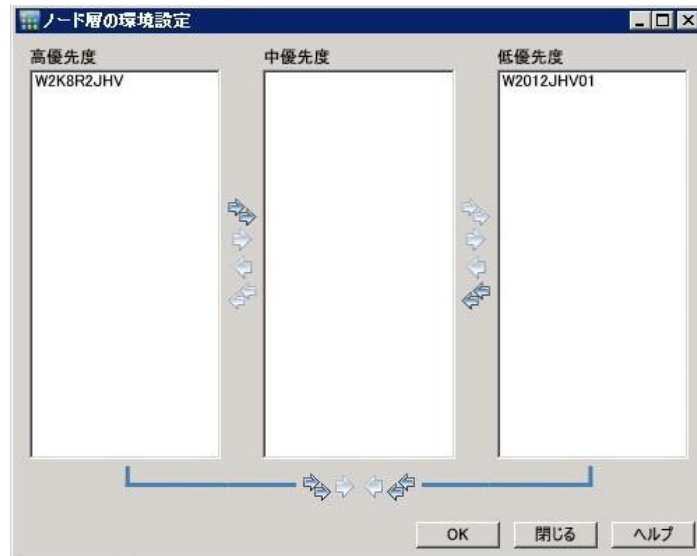 ノード層の環境設定
高優先度
中優先度
低優先度
W2K8R2JHV
W2012JHV01
OK
閉じる
ヘルプ